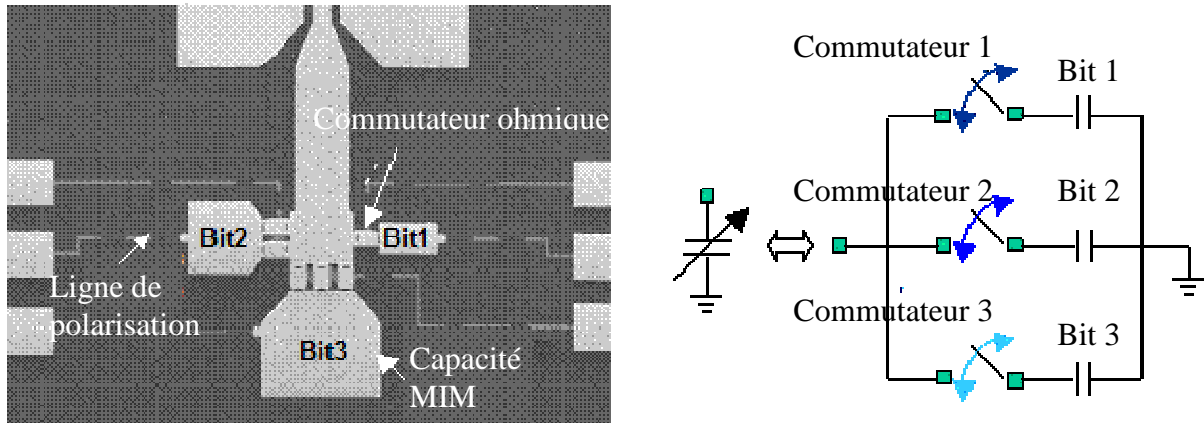 Commutateur ohmique
Bit2
Bit1
Ligne de
polarisation
Bit3
Capacité
MIM
Commutateur 1
Bit 1
Commutateur 2
Bit 2
Commutateur 3
Bit 3